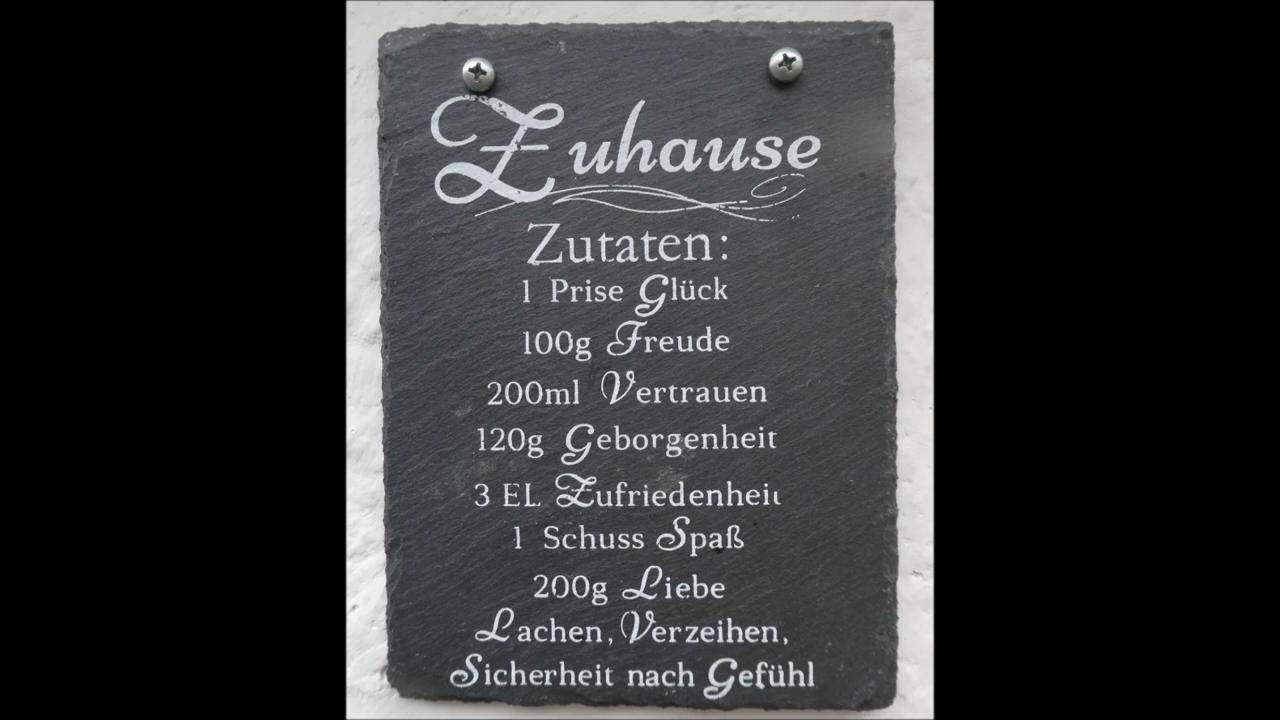 Zuhause
Zutaten:
1 Prise Glück
100g Freude
200ml Vertrauen
120g Geborgenheit
3 EL Zufriedenheit
1 Schuss Spaß
200g Liebe
Lachen, Verzeihen,
Sicherheit nach Gefühl